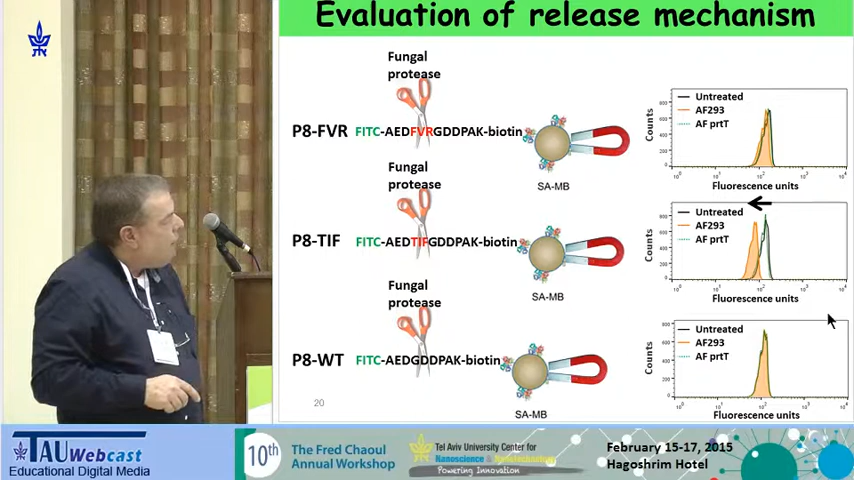 Evaluation of release mechanism
Fungal
protease
P8-FVR
FITC-AEDFVRGDDPAK-biotin
SA-MB
Counts
Untreated
AF293
AF prtT
Fluorescence units
Fungal
protease
P8-TIF
FITC-AEDTIFGDDPAK-biotin
SA-MB
Counts
Untreated
AF293
AF prtT
Fluorescence units
Fungal
protease
P8-WT
FITC-AEDGDDPAK-biotin
SA-MB
Counts
Untreated
AF293
AF prtT
Fluorescence units
20
TAU Webcast
Educational Digital Media
10th
The Fred Chaoul
Annual Workshop
Tel Aviv University Center for
Nanoscience & Nanotechnology
Powering Innovation
February 15-17, 2015
Hagoshrim Hotel